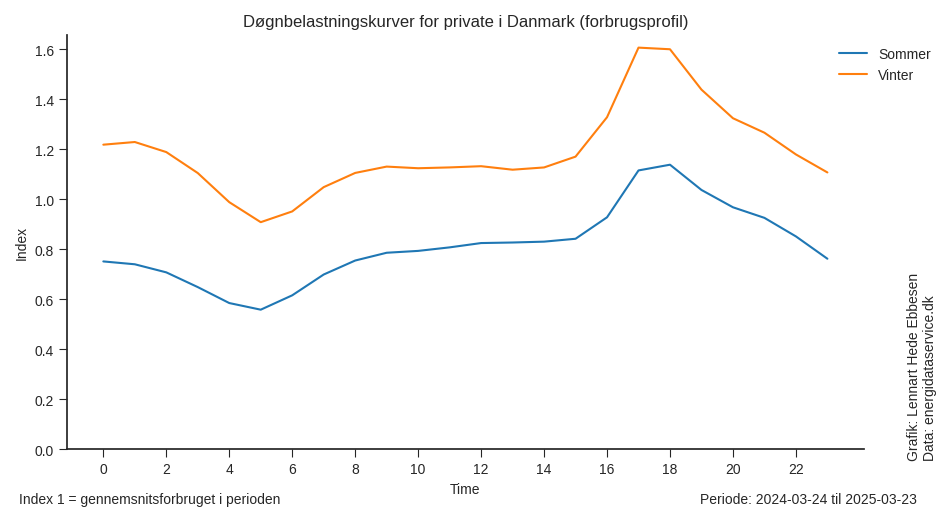 Døgnbelastningskurver for private i Danmark (forbrugsprofil)
Sommer
Vinter
Index
1.6
1.4
1.2
1.0
0.8
0.6
0.4
0.2
0.0
0 2 4 6 8 10 12 14 16 18 20 22
Time
Grafik: Lennart Hede Ebbesen
Data: energidataservice.dk
Index 1 = gennemsnitsforbruget i perioden
Periode: 2024-03-24 til 2025-03-23